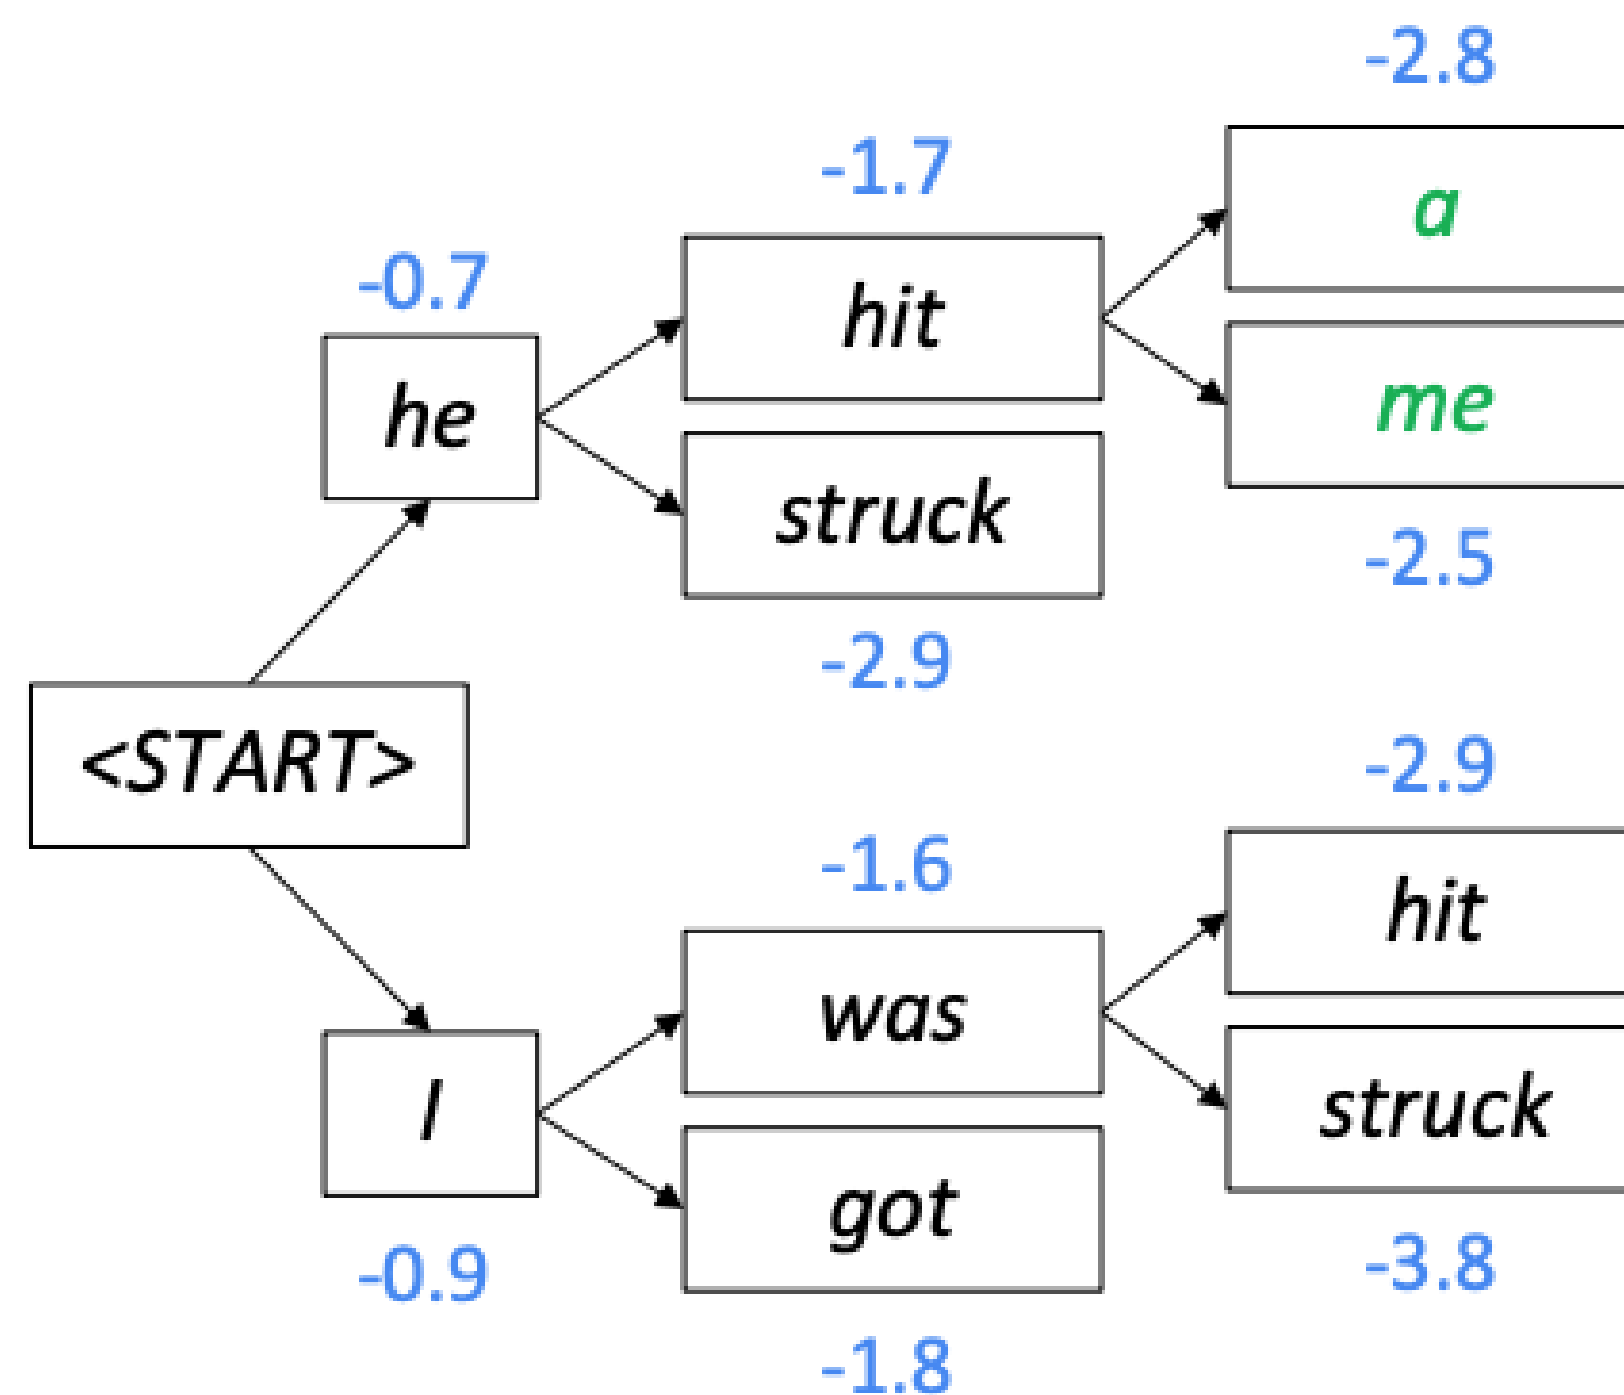 -2.8
-1.7
a
-0.7
hit
me
he
struck
-2.5
-2.9
<START>
-2.9
-1.6
hit
was
I
struck
got
-0.9
-3.8
-1.8